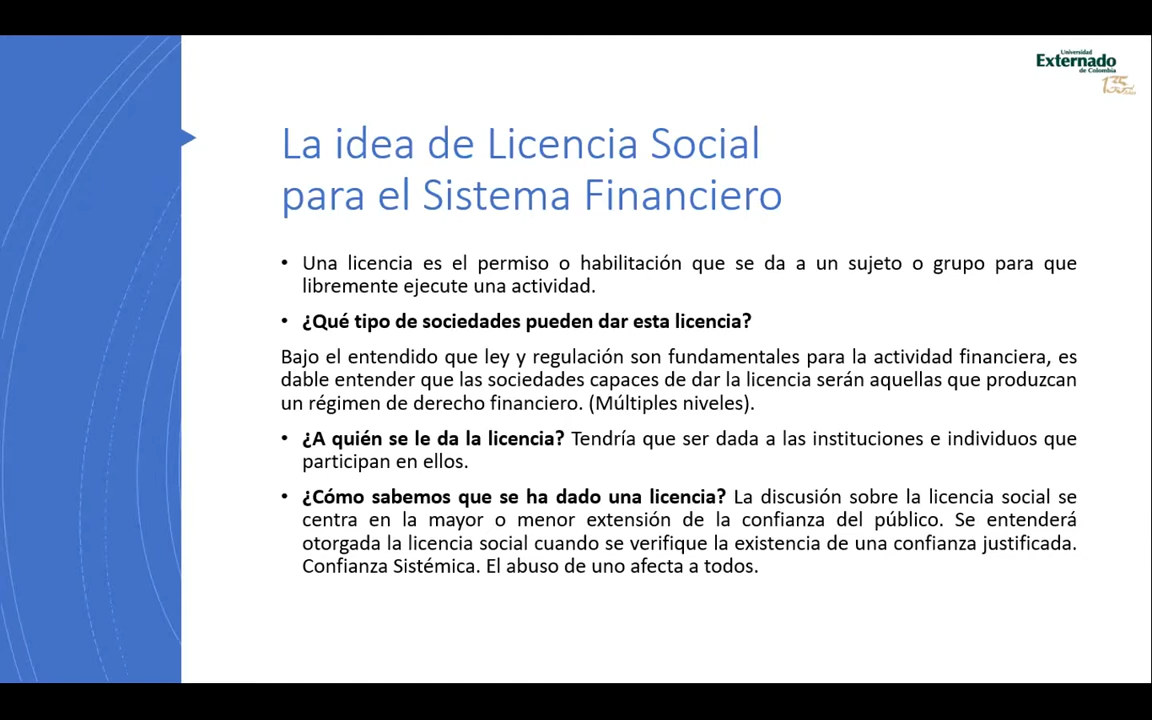 Universidad
Externado
de Colombia
135
La idea de Licencia Social
para el Sistema Financiero
• Una licencia es el permiso o habilitación que se da a un sujeto o grupo para que
libremente ejecute una actividad.
• ¿Qué tipo de sociedades pueden dar esta licencia?
Bajo el entendido que ley y regulación son fundamentales para la actividad financiera, es
dable entender que las sociedades capaces de dar la licencia serán aquellas que produzcan
un régimen de derecho financiero. (Múltiples niveles).
• ¿A quién se le da la licencia? Tendría que ser dada a las instituciones e individuos que
participan en ellos.
• ¿Cómo sabemos que se ha dado una licencia? La discusión sobre la licencia social se
centra en la mayor o menor extensión de la confianza del público. Se entenderá
otorgada la licencia social cuando se verifique la existencia de una confianza justificada.
Confianza Sistémica. El abuso de uno afecta a todos.